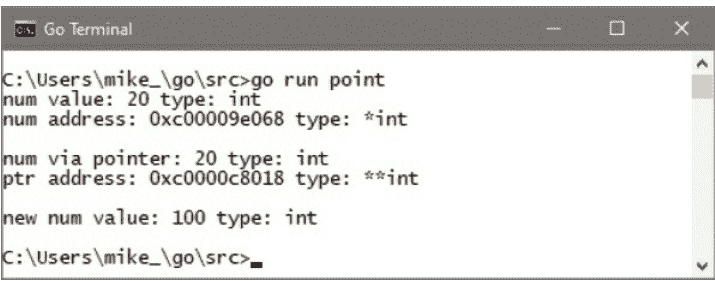 Go Terminal
C:\Users\mike_\go\src>go run point
num value: 20 type: int
num address: 0xc00009e068 type: *int
num via pointer: 20 type: int
ptr address: 0xc0000c8018 type: **int
new num value: 100 type: int
C:\Users\mike_\go\src>